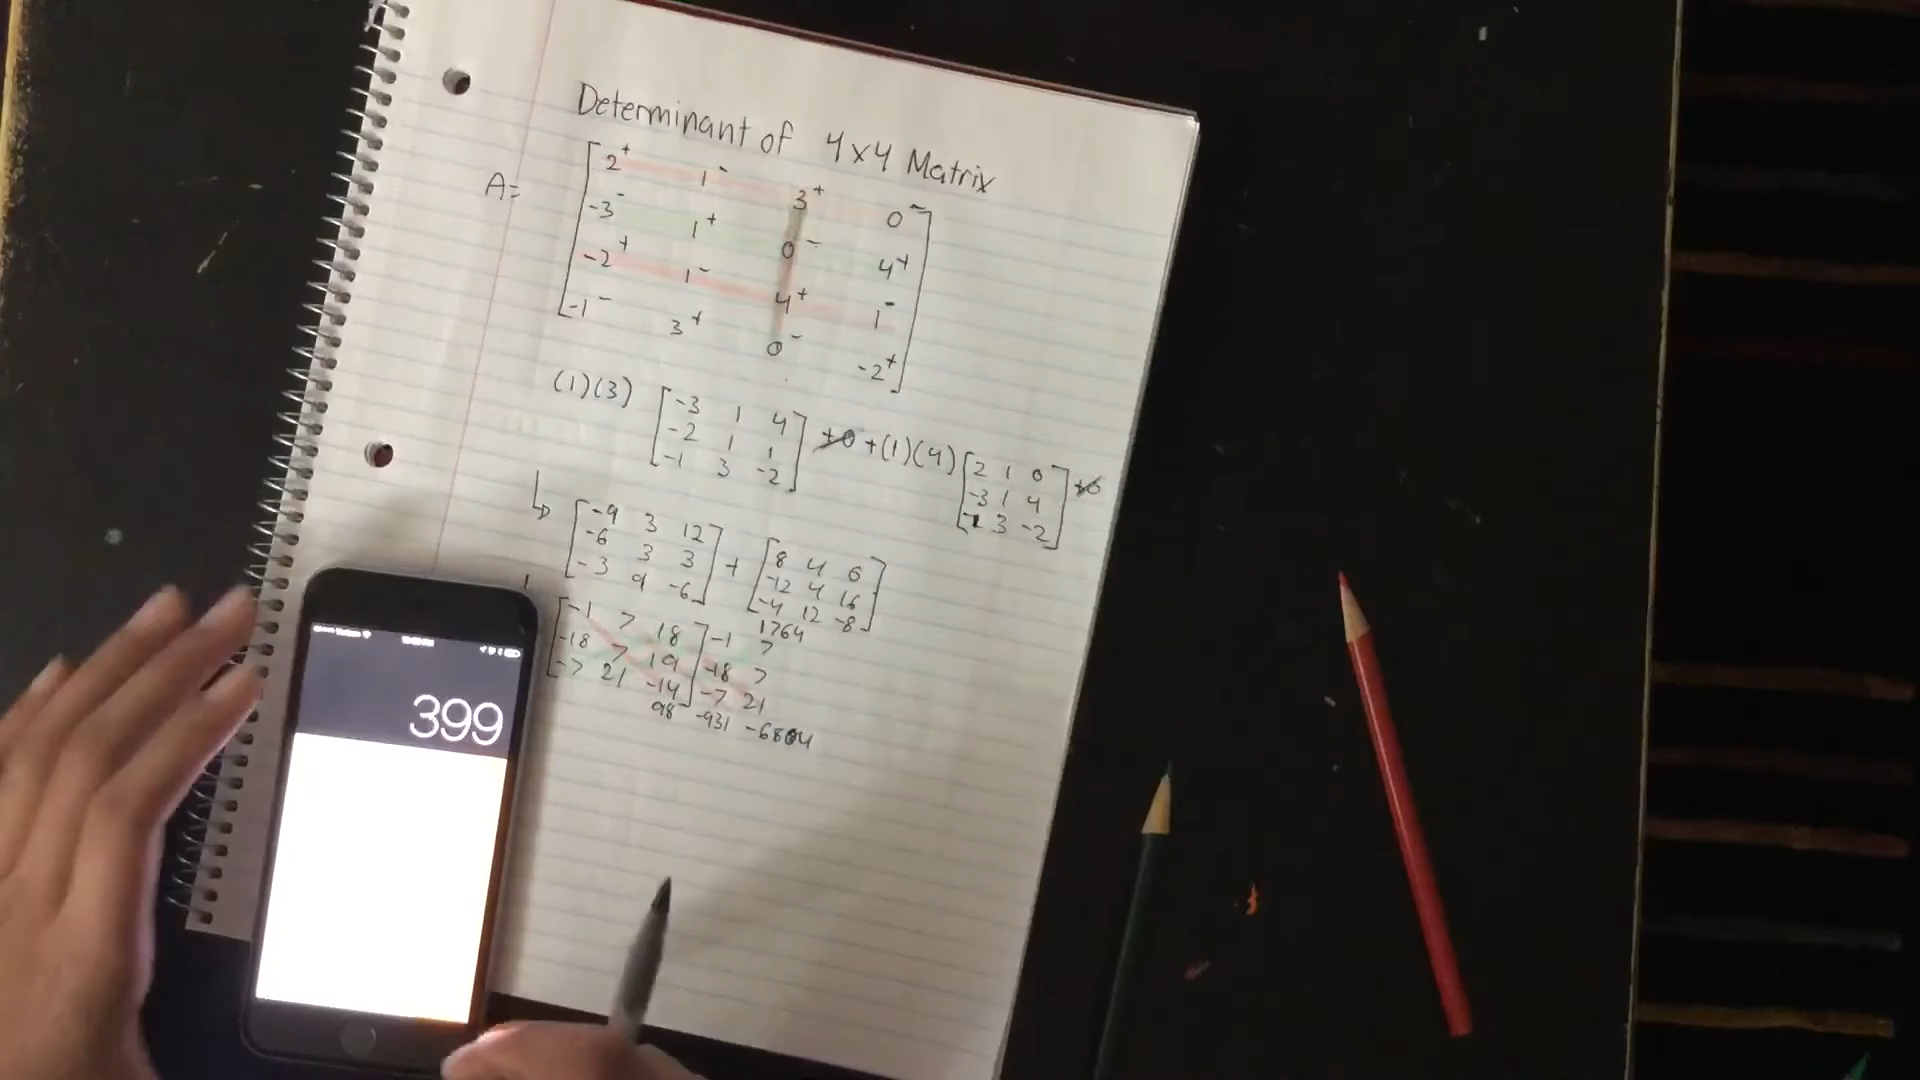 Determinant of 4x4 Matrix
A= [ 2+ 1- 3+ 0-
-3- 1+ 0- 4+
-2+ 1- 4+ 1-
-1- 3+ 0- -2+ ]
(1)(3) [ -3 1 4 ] +0 +(1)(4) [ 2 1 0 ] +0
-2 1 1 -3 1 4
-1 3 -2 -1 3 -2
↳ [ -9 3 12 ] + [ 8 4 6 ]
-6 3 3 -12 4 16
-3 9 -6 -4 12 -8
1764
[ -1 7 18 ] -1 7
-18 7 19 -18 7
-7 21 -14 -7 21
98 -931 -6804
399